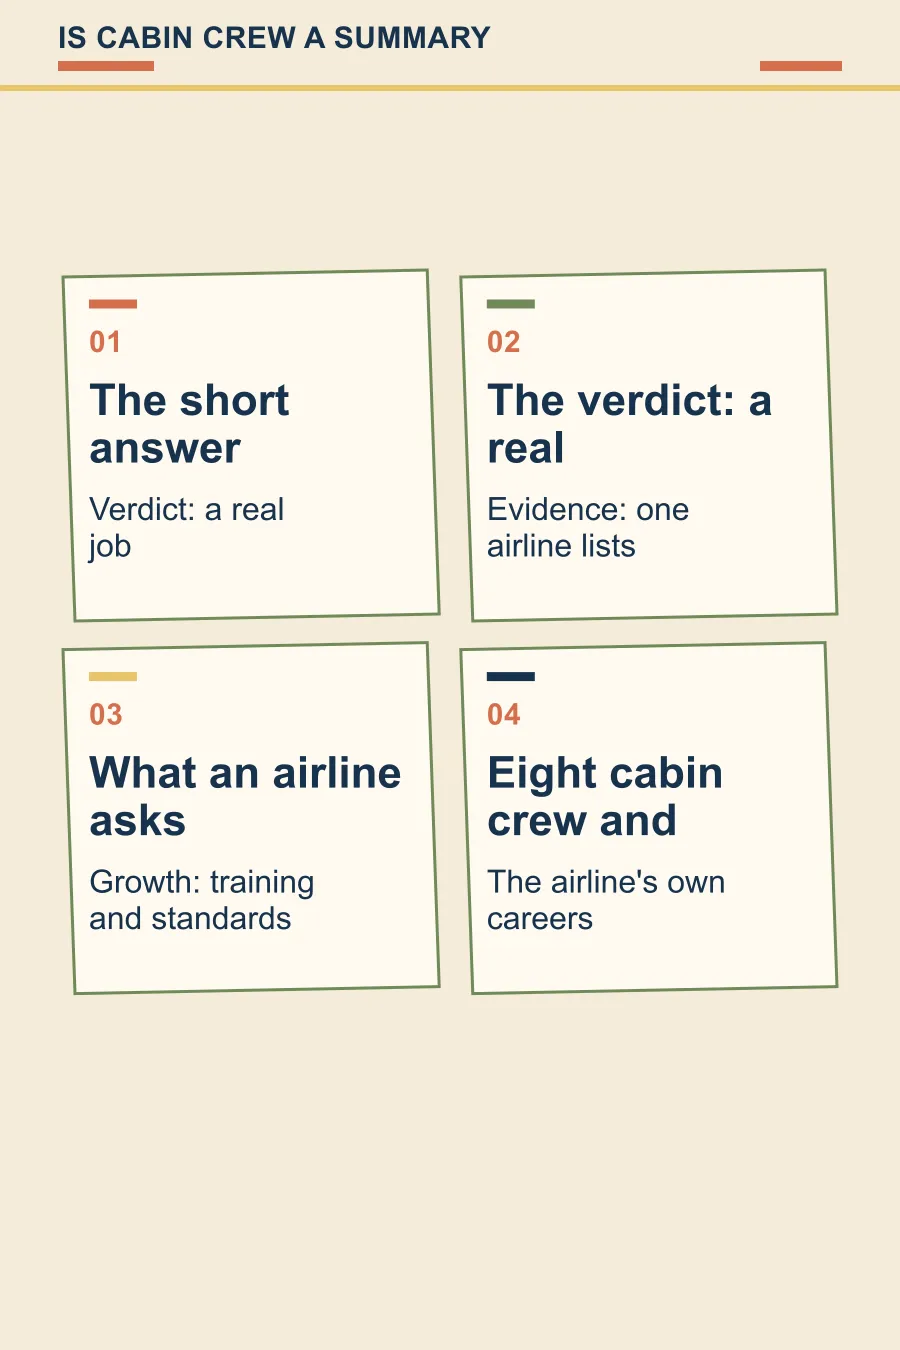 IS CABIN CREW A SUMMARY
01
The short
answer
Verdict: a real
job
02
The verdict: a
real
Evidence: one
airline lists
03
What an airline
asks
Growth: training
and standards
04
Eight cabin
crew and
The airline's own
careers